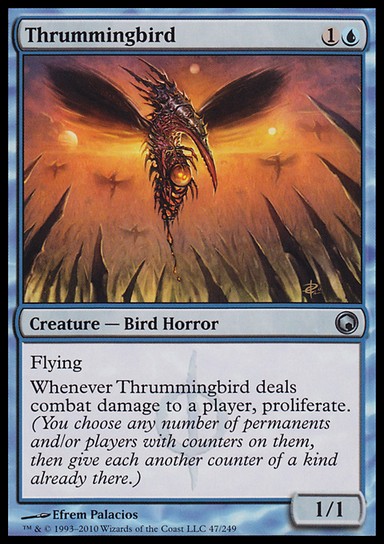 Thrummingbird 1
Creature — Bird Horror
Flying
Whenever Thrummingbird deals
combat damage to a player, proliferate.
(You choose any number of permanents
and/or players with counters on them,
then give each another counter of a kind
already there.)
Efrem Palacios
™ & © 1993–2010 Wizards of the Coast LLC 47/249
1/1